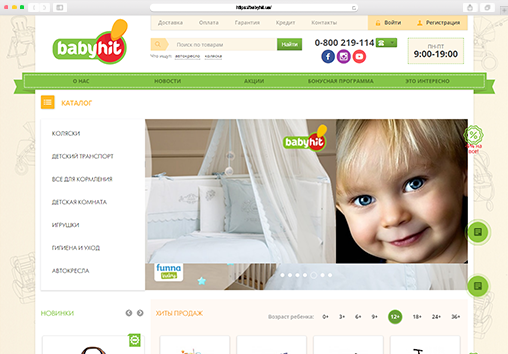 https://babyhit.ua/
Доставка Оплата Гарантия Кредит Контакты
Войти Регистрация
babyhit
Поиск по товарам Найти
Что ищут: автокресло коляска
0-800 219-114
ПН-ПТ
9:00-19:00
О НАС НОВОСТИ АКЦИИ БОНУСНАЯ ПРОГРАММА ЭТО ИНТЕРЕСНО
КАТАЛОГ
КОЛЯСКИ
ДЕТСКИЙ ТРАНСПОРТ
ВСЕ ДЛЯ КОРМЛЕНИЯ
ДЕТСКАЯ КОМНАТА
ИГРУШКИ
ГИГИЕНА И УХОД
АВТОКРЕСЛА
babyhit
funna
baby
НОВИНКИ
ХИТЫ ПРОДАЖ
Возраст ребенка: 0+ 3+ 6+ 9+ 12+ 18+ 24+ 36+